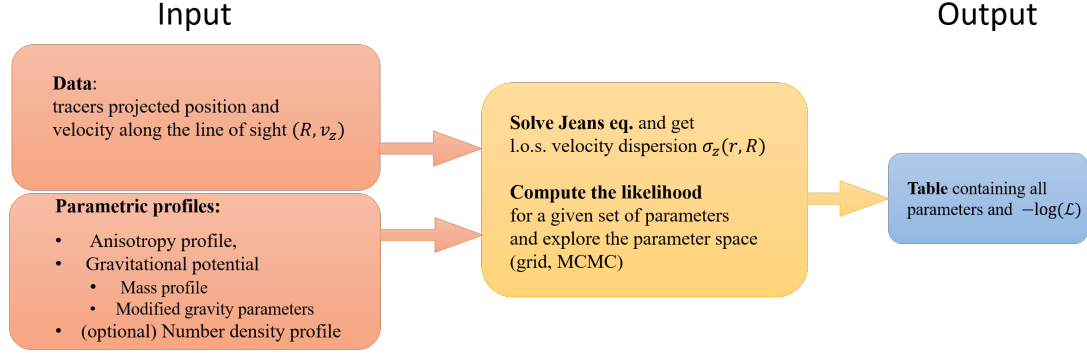 Input
Output
Data:
tracers projected position and
velocity along the line of sight (R, v_z)
Parametric profiles:
• Anisotropy profile,
• Gravitational potential
• Mass profile
• Modified gravity parameters
• (optional) Number density profile
Solve Jeans eq. and get
l.o.s. velocity dispersion σ_z(r, R)
Compute the likelihood
for a given set of parameters
and explore the parameter space
(grid, MCMC)
Table containing all
parameters and −log(ℒ)